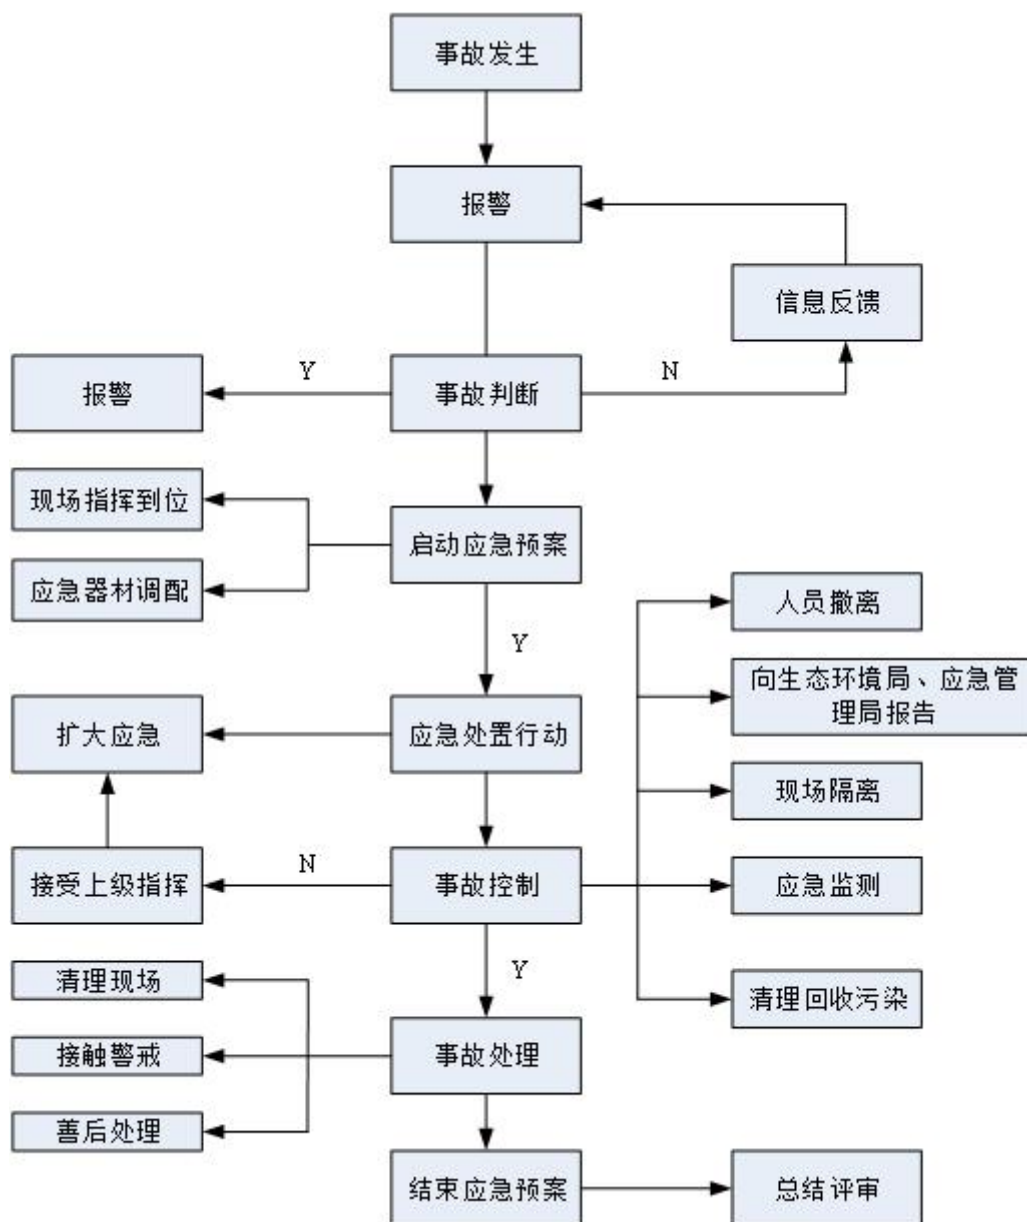 事故发生
报警
信息反馈
Y
N
报警
事故判断
现场指挥到位
启动应急预案
应急器材调配
人员撤离
Y
向生态环境局、应急管
理局报告
扩大应急
应急处置行动
现场隔离
N
接受上级指挥
事故控制
应急监测
Y
清理现场
清理回收污染
接触警戒
事故处理
善后处理
结束应急预案
总结评审